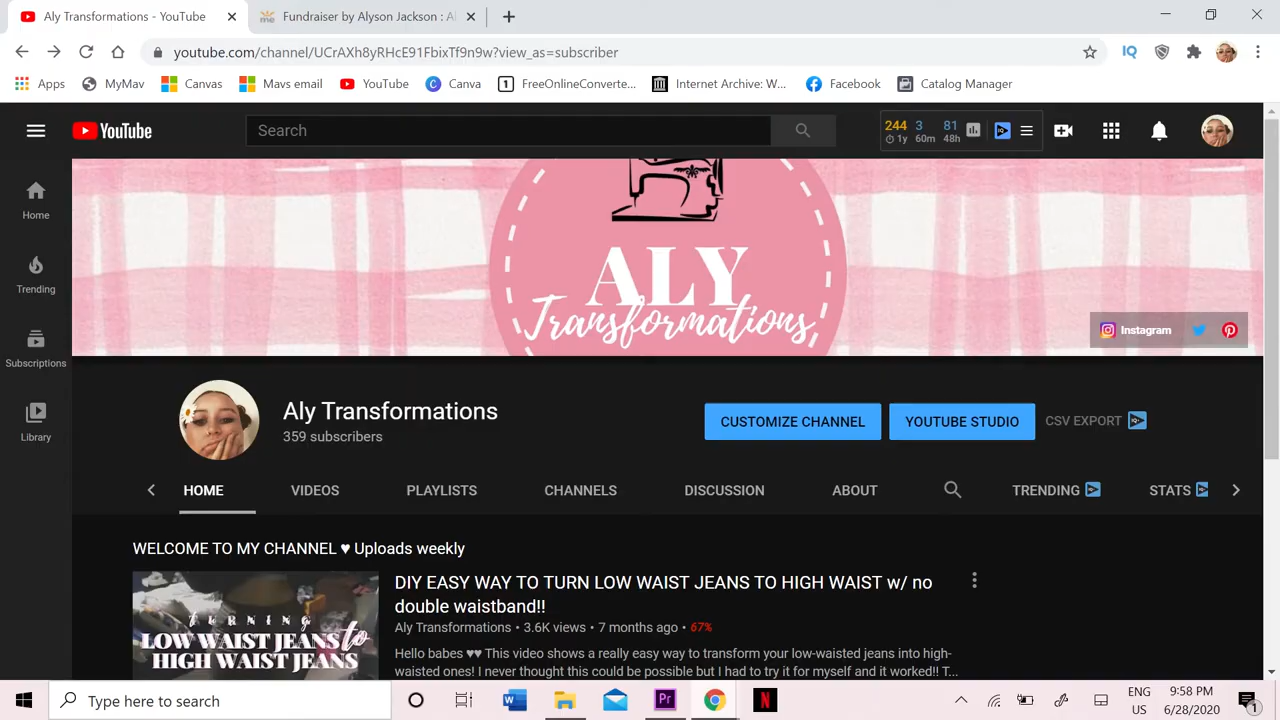 Aly Transformations - YouTube
Fundraiser by Alyson Jackson : Al
youtube.com/channel/UCrAXh8yRHcE91FbixTf9n9w?view_as=subscriber
Apps MyMav Canvas Mavs email YouTube Canva FreeOnlineConverte... Internet Archive: W... Facebook Catalog Manager
YouTube
Search
244 3 81
1y 60m 48h
Home
Trending
Subscriptions
Library
ALY
Transformations
Instagram
Aly Transformations
359 subscribers
CUSTOMIZE CHANNEL
YOUTUBE STUDIO
CSV EXPORT
HOME VIDEOS PLAYLISTS CHANNELS DISCUSSION ABOUT TRENDING STATS
WELCOME TO MY CHANNEL ♥ Uploads weekly
TURNING
LOW WAIST JEANS to
HIGH WAIST JEANS
DIY EASY WAY TO TURN LOW WAIST JEANS TO HIGH WAIST w/ no
double waistband!!
Aly Transformations • 3.6K views • 7 months ago • 67%
Hello babes ♥♥ This video shows a really easy way to transform your low-waisted jeans into high-
waisted ones! I never thought this could be possible but I had to try it for myself and it worked!! T...
Type here to search
ENG
US
9:58 PM
6/28/2020
1